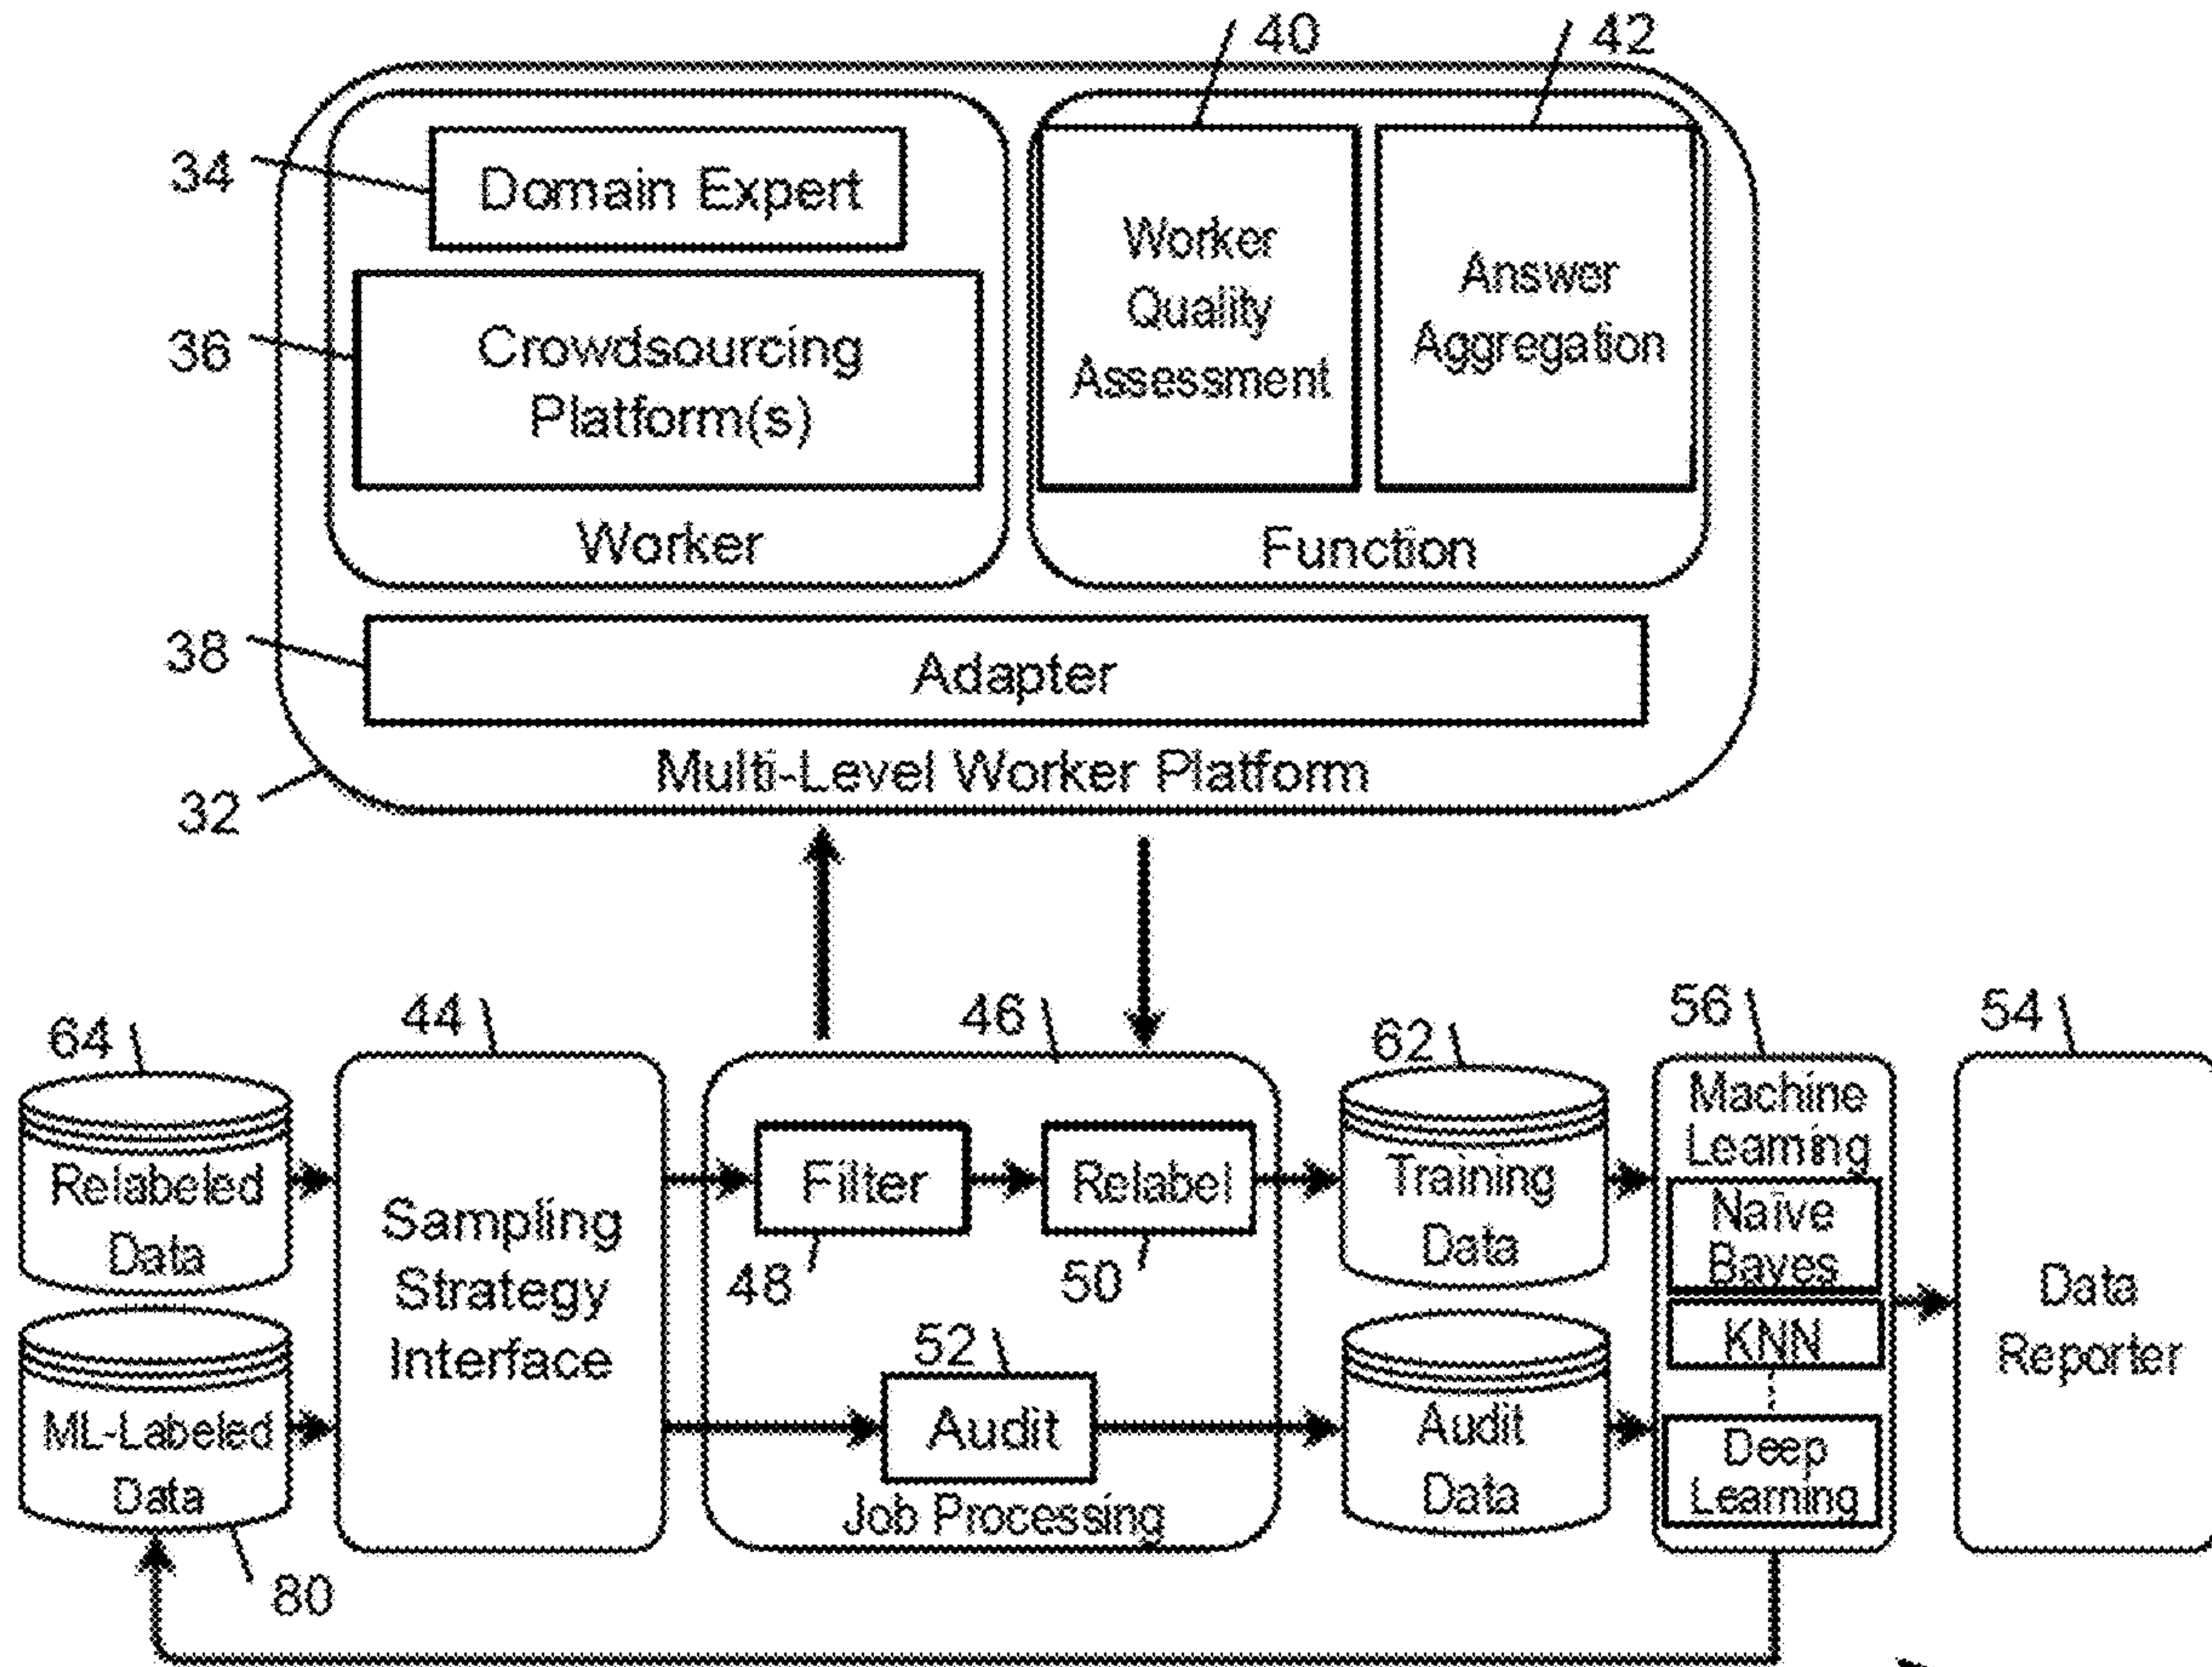 40
42
34
Domain Expert
Worker
Quality
Assessment
Answer
Aggregation
36
Crowdsourcing
Platform(s)
Worker
Function
38
Adapter
Multi-Level Worker Platform
32
64
44
46
62
56
54
Relabeled
Data
Sampling
Strategy
Interface
Filter
Relabel
48
50
Training
Data
Machine
Learning
Naïve
Bayes
KNN
Deep
Learning
Data
Reporter
ML-Labeled
Data
52
Audit
Job Processing
Audit
Data
80